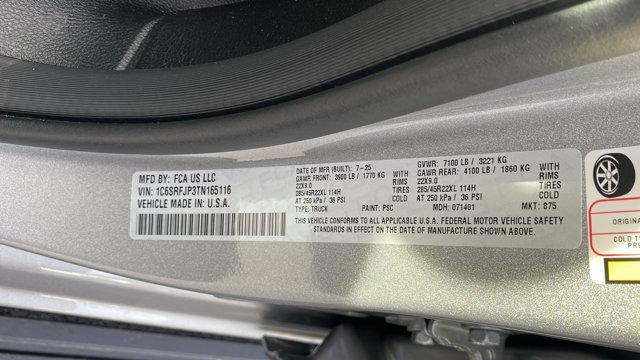 MFD BY: FCA US LLC
VIN: 1C6SRFJP3TN165116
VEHICLE MADE IN: U.S.A.
DATE OF MFR (BUILT): 7-25 GVWR: 7100 LB / 3221 KG
GAWR FRONT: 3900 LB / 1770 KG WITH GAWR REAR: 4100 LB / 1860 KG WITH
22X9.0 RIMS 22X9.0 RIMS
285/45R22XL 114H TIRES 285/45R22XL 114H TIRES
AT 250 kPa / 36 PSI COLD AT 250 kPa / 36 PSI COLD
TYPE: TRUCK PAINT: PSC MDH: 071401 MKT: 875
THIS VEHICLE CONFORMS TO ALL APPLICABLE U.S.A. FEDERAL MOTOR VEHICLE SAFETY
STANDARDS IN EFFECT ON THE DATE OF MANUFACTURE SHOWN ABOVE.
ORIGINA
COLD T